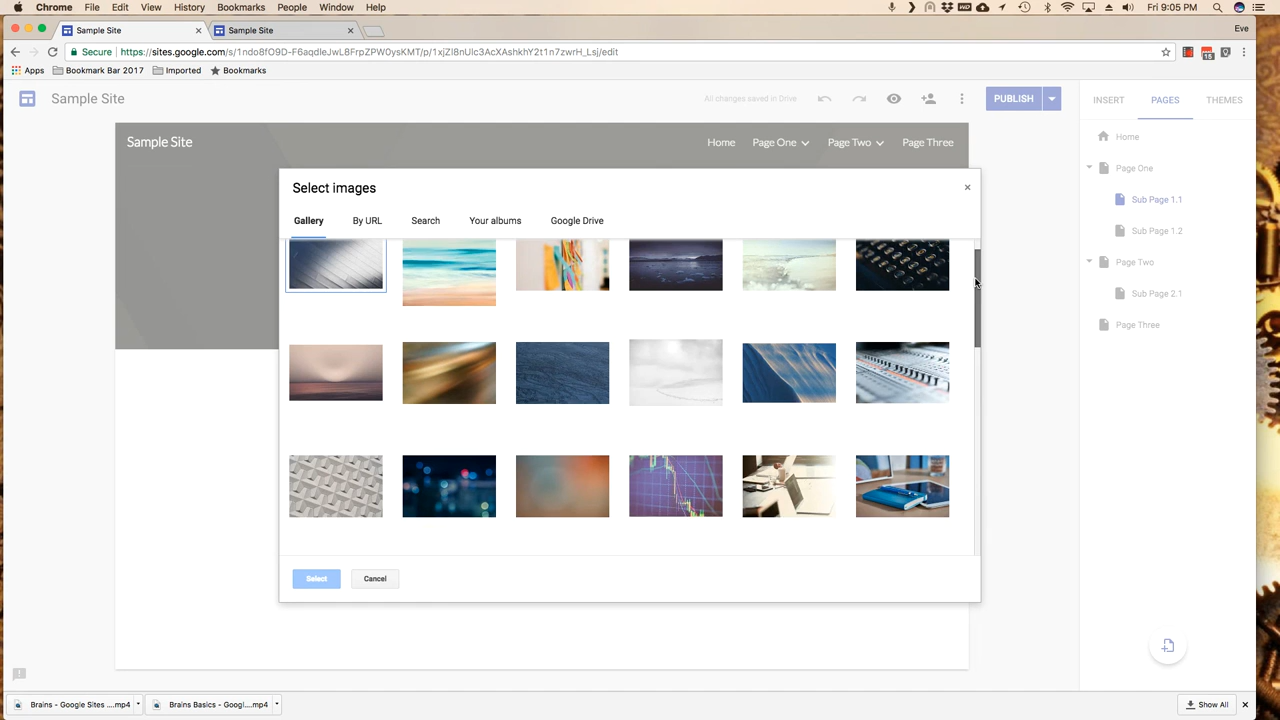 Chrome File Edit View History Bookmarks People Window Help Fri 9:05 PM
Sample Site Sample Site Eve
Secure https://sites.google.com/s/1ndo8fO9D-F6aqdleJwL8FrpZPW0ysKMT/p/1xjZl8nUlc3AcXAshkhY2t1n7zwrH_Lsj/edit 15
Apps Bookmark Bar 2017 Imported Bookmarks
Sample Site All changes saved in Drive PUBLISH INSERT PAGES THEMES
Sample Site Home Page One Page Two Page Three
Home
Page One
Sub Page 1.1
Sub Page 1.2
Page Two
Sub Page 2.1
Page Three
Select images
Gallery By URL Search Your albums Google Drive
Select Cancel
Brains - Google Sites ....mp4 Brains Basics - Googl....mp4 Show All